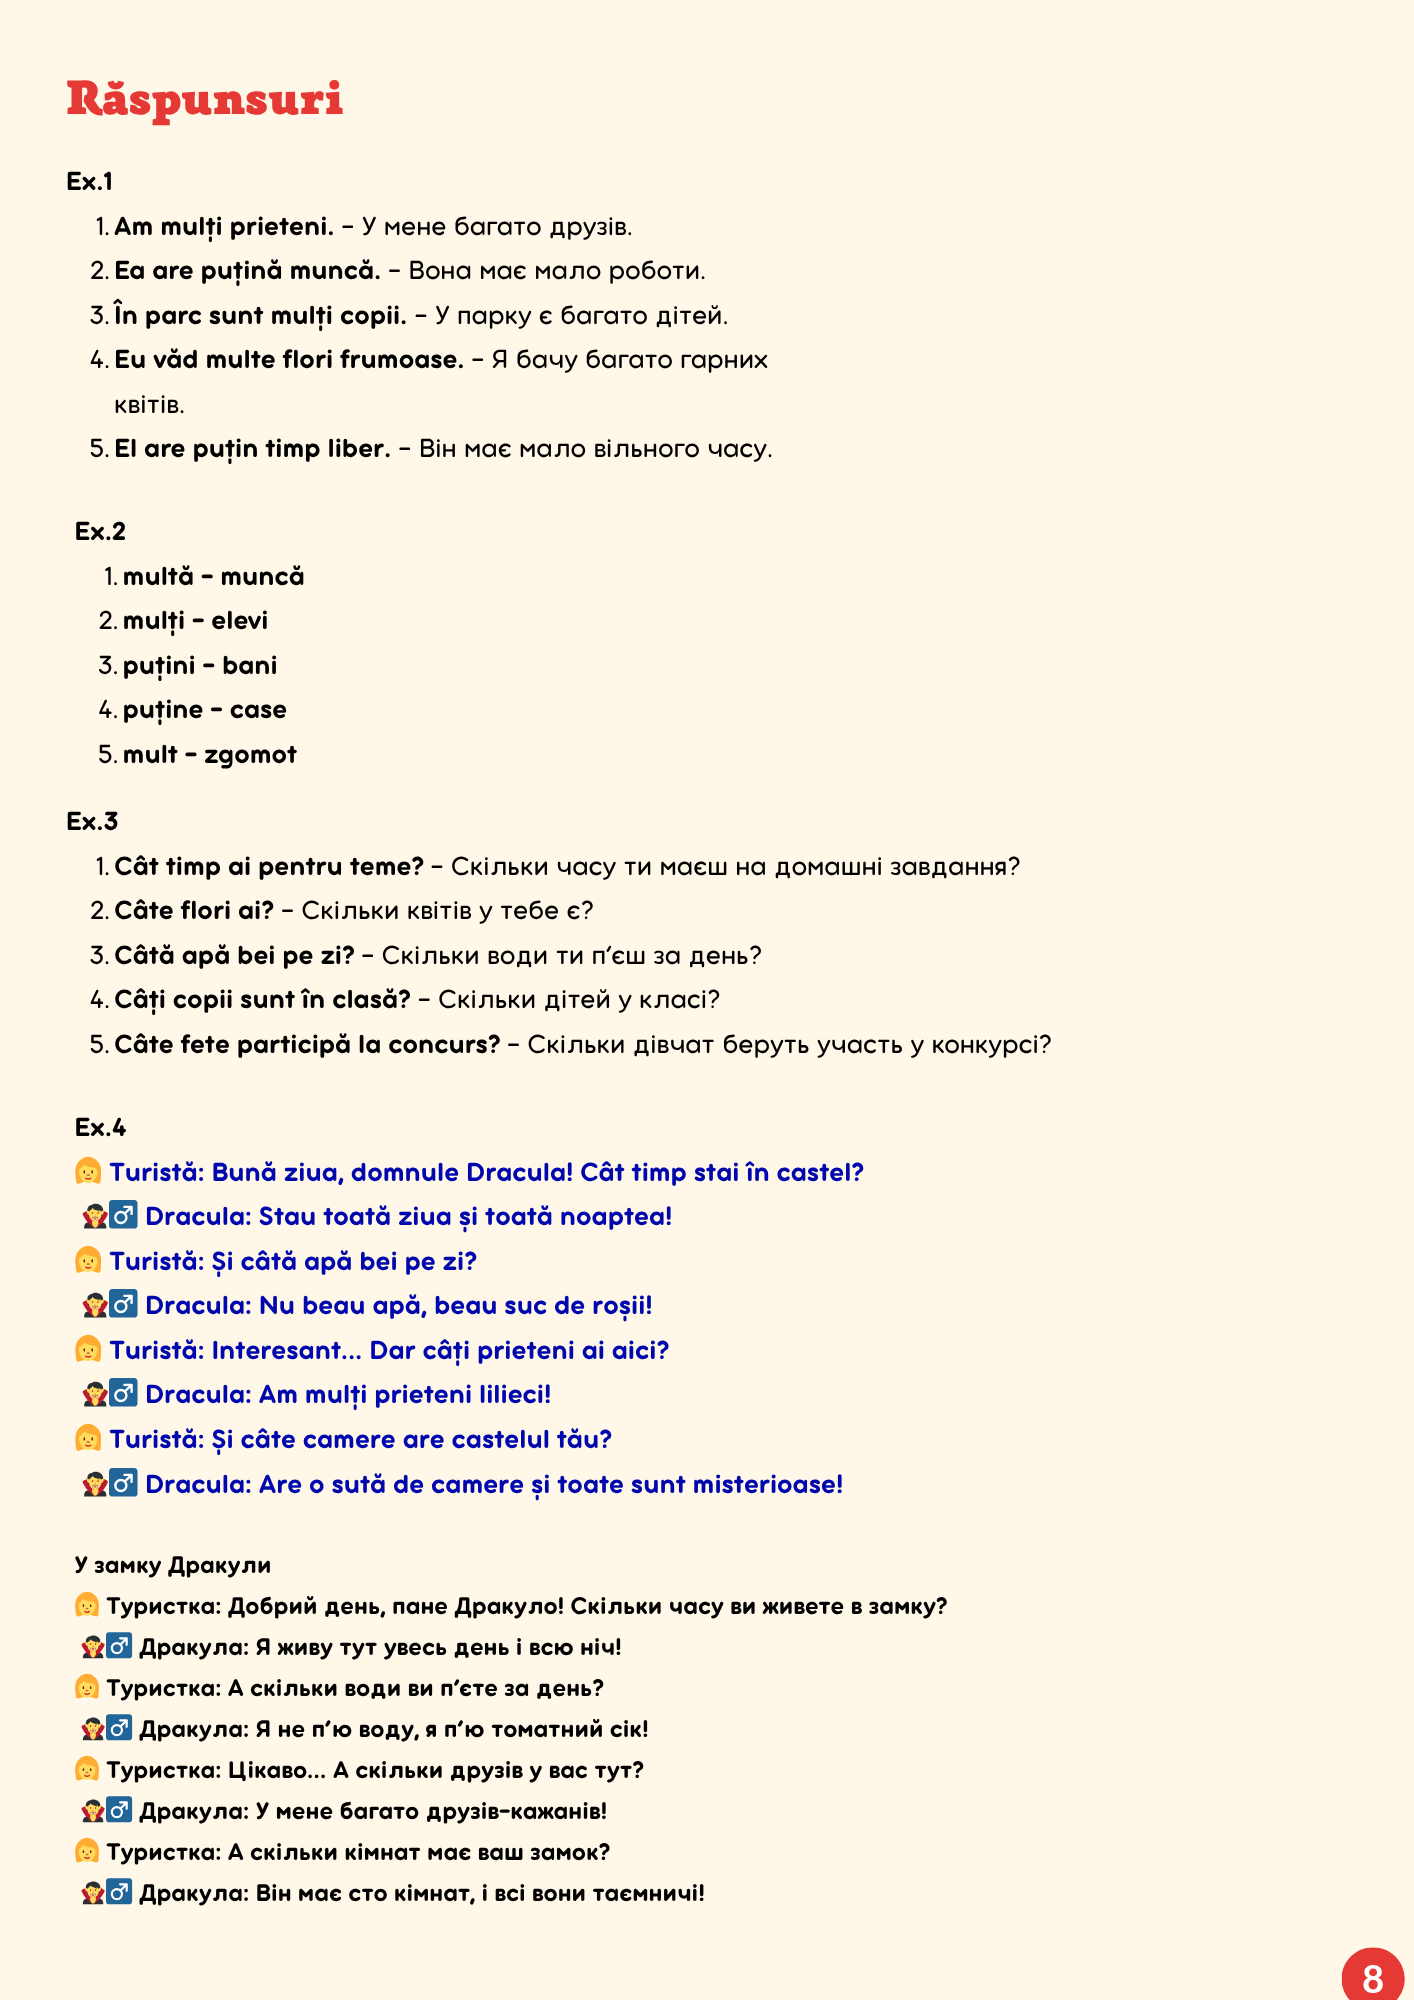 Răspunsuri
Ex.1
1. Am mulți prieteni. – У мене багато друзів.
2. Ea are puțină muncă. – Вона має мало роботи.
3. În parc sunt mulți copii. – У парку є багато дітей.
4. Eu văd multe flori frumoase. – Я бачу багато гарних
квітів.
5. El are puțin timp liber. – Він має мало вільного часу.
Ex.2
1. multă – muncă
2. mulți – elevi
3. puțini – bani
4. puține – case
5. mult – zgomot
Ex.3
1. Cât timp ai pentru teme? – Скільки часу ти маєш на домашні завдання?
2. Câte flori ai? – Скільки квітів у тебе є?
3. Câtă apă bei pe zi? – Скільки води ти п’єш за день?
4. Câți copii sunt în clasă? – Скільки дітей у класі?
5. Câte fete participă la concurs? – Скільки дівчат беруть участь у конкурсі?
Ex.4
Turistă: Bună ziua, domnule Dracula! Cât timp stai în castel?
Dracula: Stau toată ziua și toată noaptea!
Turistă: Și câtă apă bei pe zi?
Dracula: Nu beau apă, beau suc de roșii!
Turistă: Interesant... Dar câți prieteni ai aici?
Dracula: Am mulți prieteni lilieci!
Turistă: Și câte camere are castelul tău?
Dracula: Are o sută de camere și toate sunt misterioase!
У замку Дракули
Туристка: Добрий день, пане Дракуло! Скільки часу ви живете в замку?
Дракула: Я живу тут увесь день і всю ніч!
Туристка: А скільки води ви п’єте за день?
Дракула: Я не п’ю воду, я п’ю томатний сік!
Туристка: Цікаво... А скільки друзів у вас тут?
Дракула: У мене багато друзів-кажанів!
Туристка: А скільки кімнат має ваш замок?
Дракула: Він має сто кімнат, і всі вони таємничі!
8